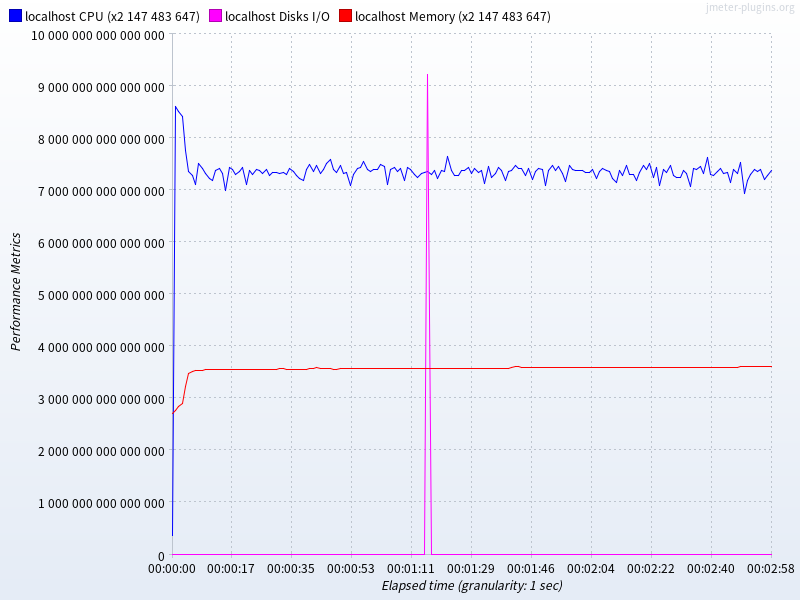 localhost CPU (x2 147 483 647) localhost Disks I/O localhost Memory (x2 147 483 647)
jmeter-plugins.org
10 000 000 000 000 000
9 000 000 000 000 000
8 000 000 000 000 000
7 000 000 000 000 000
6 000 000 000 000 000
5 000 000 000 000 000
4 000 000 000 000 000
3 000 000 000 000 000
2 000 000 000 000 000
1 000 000 000 000 000
0
Performance Metrics
00:00:00 00:00:17 00:00:35 00:00:53 00:01:11 00:01:29 00:01:46 00:02:04 00:02:22 00:02:40 00:02:58
Elapsed time (granularity: 1 sec)